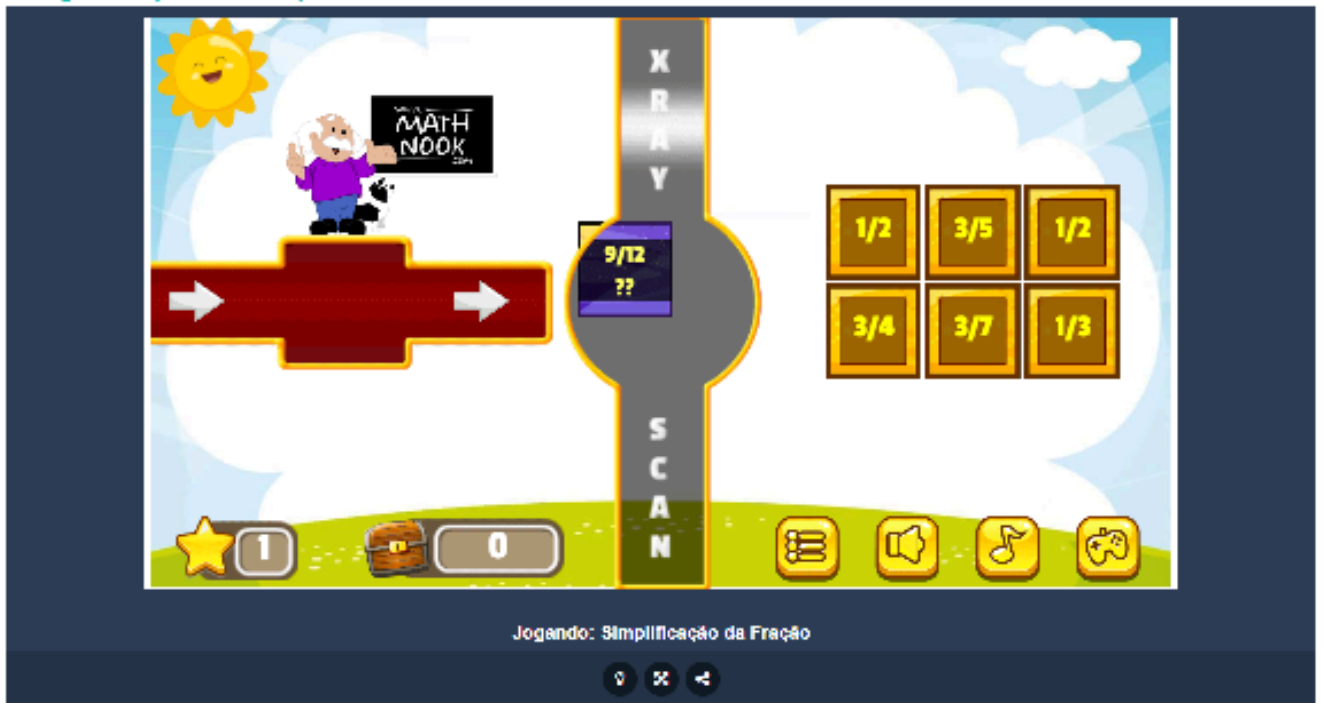 X
R
A
Y
MATH
NOOK
9/12
??
1/2 3/5 1/2
3/4 3/7 1/3
S
C
A
N
1
0
Jogando: Simplificação da Fração